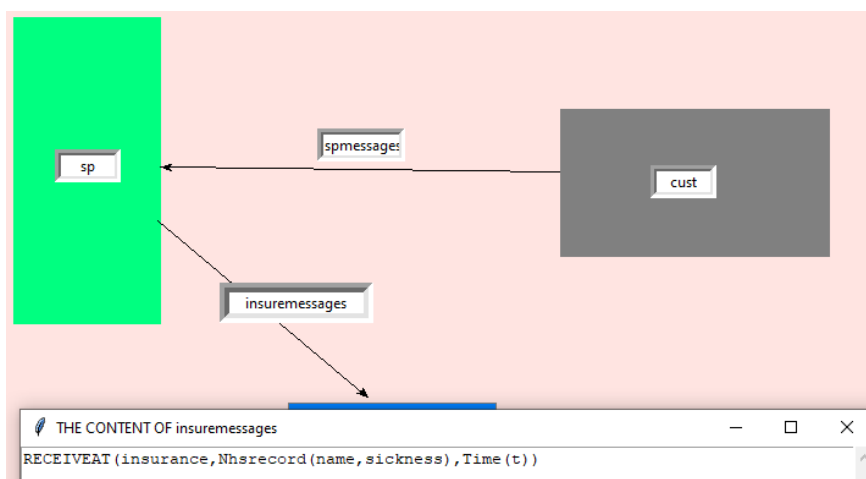 spmessages
sp
cust
insuremessages
THE CONTENT OF insuremessages
RECEIVEAT(insurance,Nhsrecord(name,sickness),Time(t))